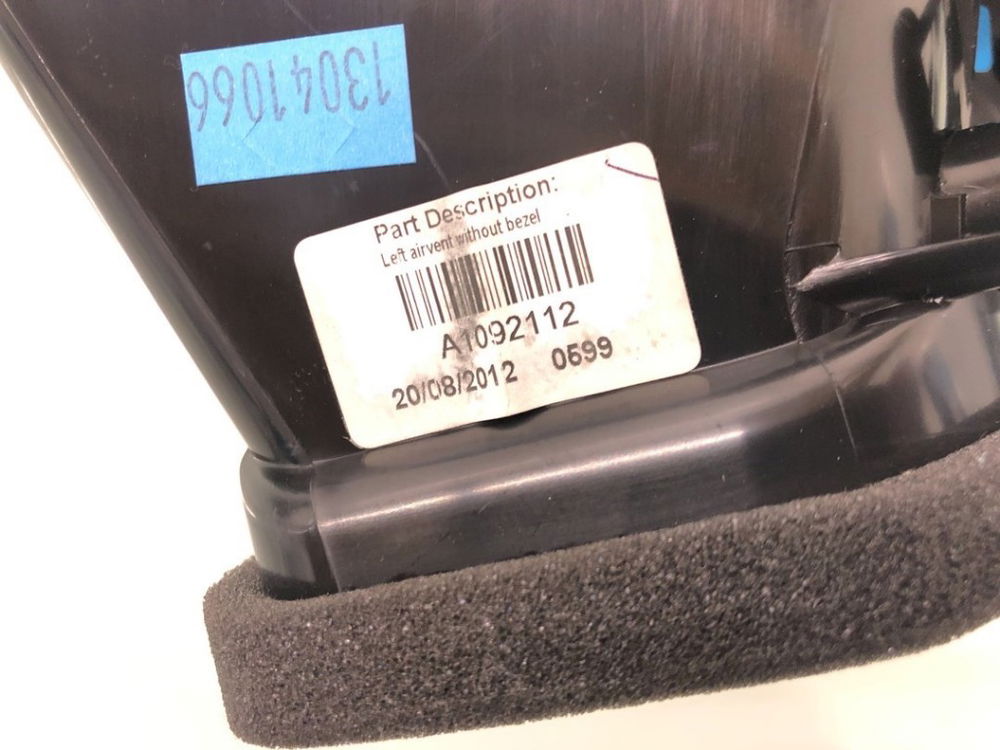 13041066
Part Description:
Left airvent without bezel
A1092112
20/08/2012 0599